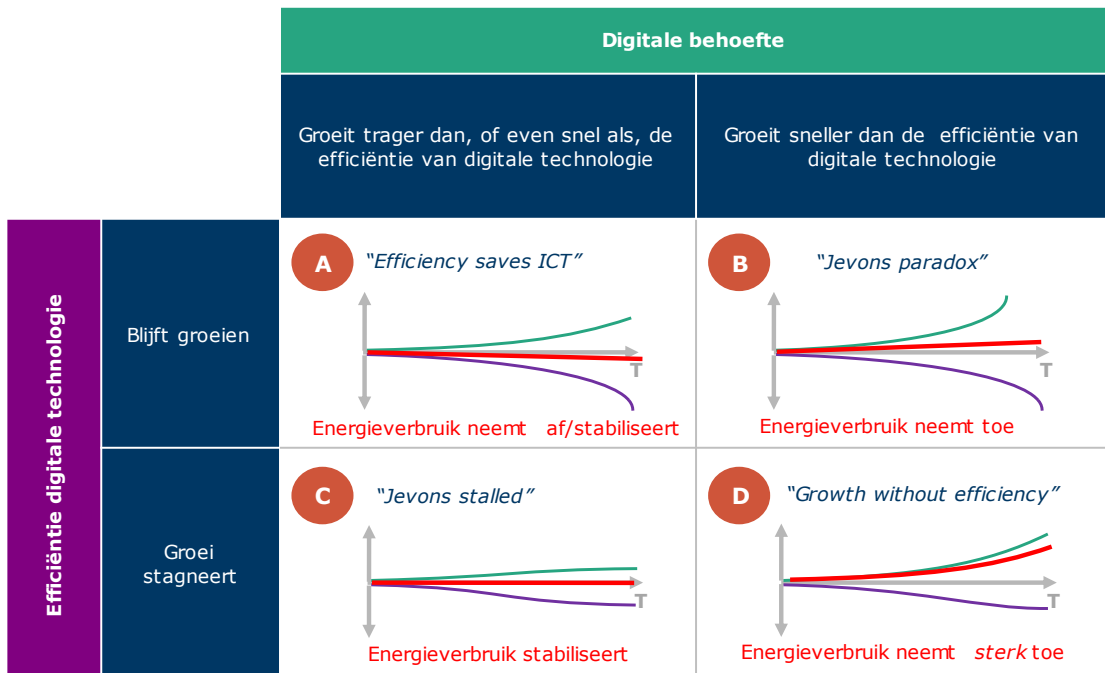 Digitale behoefte
Groeit trager dan, of even snel als, de
efficiëntie van digitale technologie
Groeit sneller dan de efficiëntie van
digitale technologie
Efficiëntie digitale technologie
Blijft groeien
A
“Efficiency saves ICT”
T
Energieverbruik neemt af/stabiliseert
B
“Jevons paradox”
T
Energieverbruik neemt toe
Groei
stagneert
C
“Jevons stalled”
T
Energieverbruik stabiliseert
D
“Growth without efficiency”
T
Energieverbruik neemt sterk toe